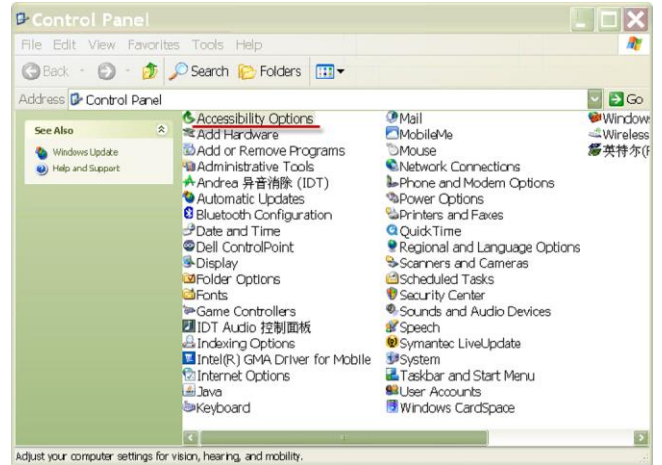 Control Panel
File Edit View Favorites Tools Help
Back Search Folders
Address Control Panel Go
See Also
Windows Update
Help and Support
Accessibility Options
Add Hardware
Add or Remove Programs
Administrative Tools
Andrea 异音消除 (IDT)
Automatic Updates
Bluetooth Configuration
Date and Time
Dell ControlPoint
Display
Folder Options
Fonts
Game Controllers
IDT Audio 控制面板
Indexing Options
Intel(R) GMA Driver for Mobile
Internet Options
Java
Keyboard
Mail
MobileMe
Mouse
Network Connections
Phone and Modem Options
Power Options
Printers and Faxes
QuickTime
Regional and Language Options
Scanners and Cameras
Scheduled Tasks
Security Center
Sounds and Audio Devices
Speech
Symantec LiveUpdate
System
Taskbar and Start Menu
User Accounts
Windows CardSpace
Window
Wireless
英特尔(
Adjust your computer settings for vision, hearing, and mobility.